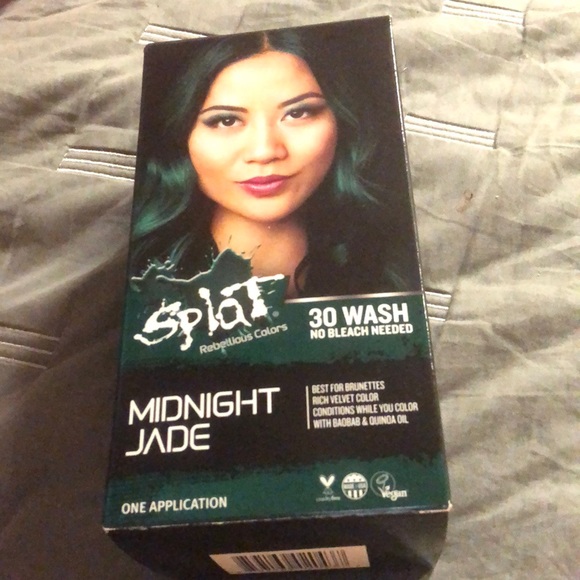 Splat
Rebellious Colors
30 WASH
NO BLEACH NEEDED
MIDNIGHT
JADE
BEST FOR BRUNETTES
RICH VELVET COLOR
CONDITIONS WHILE YOU COLOR
WITH BAOBAB & QUINOA OIL
ONE APPLICATION
Vegan